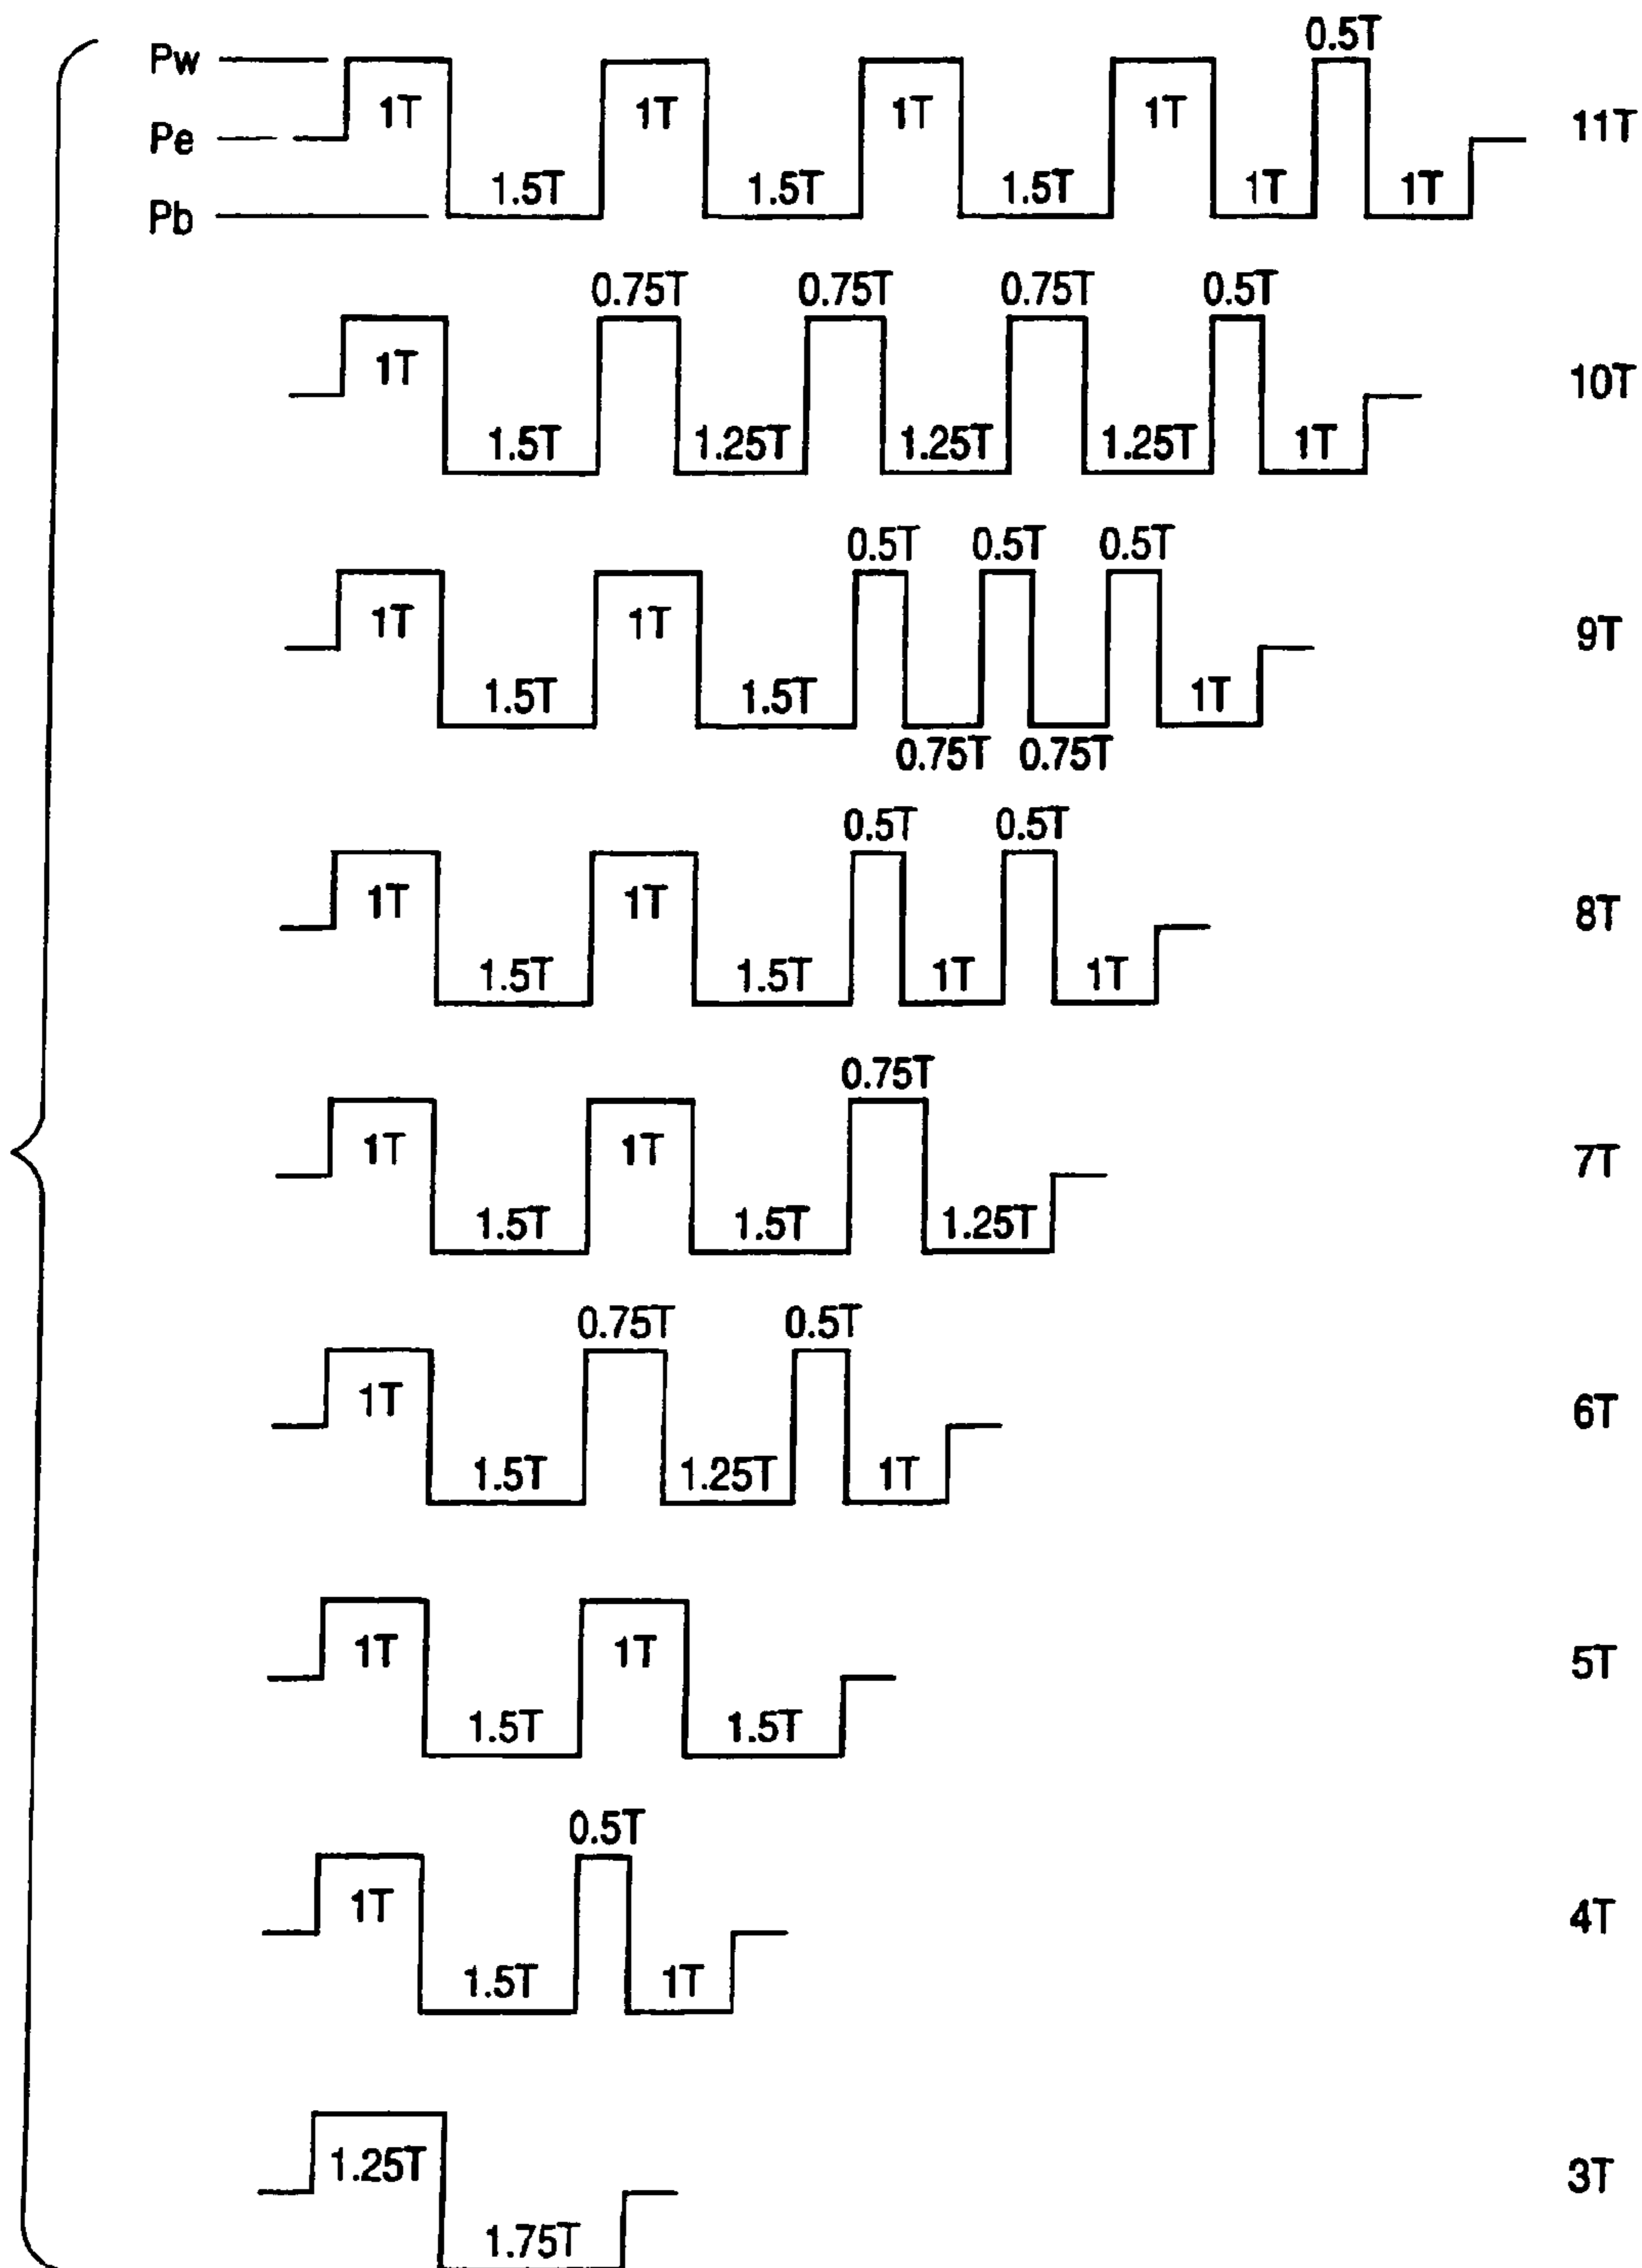 0.5T
Pw
1T 1T 1T 1T
11T
Pe
1.5T 1.5T 1.5T 1T 1T
Pb
0.75T 0.75T 0.75T 0.5T
1T
10T
1.5T 1.25T 1.25T 1.25T 1T
0.5T 0.5T 0.5T
1T 1T
9T
1.5T 1.5T 1T
0.75T 0.75T
0.5T 0.5T
1T 1T
8T
1.5T 1.5T 1T 1T
0.75T
1T 1T
7T
1.5T 1.5T 1.25T
0.75T 0.5T
1T
6T
1.5T 1.25T 1T
1T 1T
5T
1.5T 1.5T
0.5T
1T
4T
1.5T 1T
1.25T
3T
1.75T